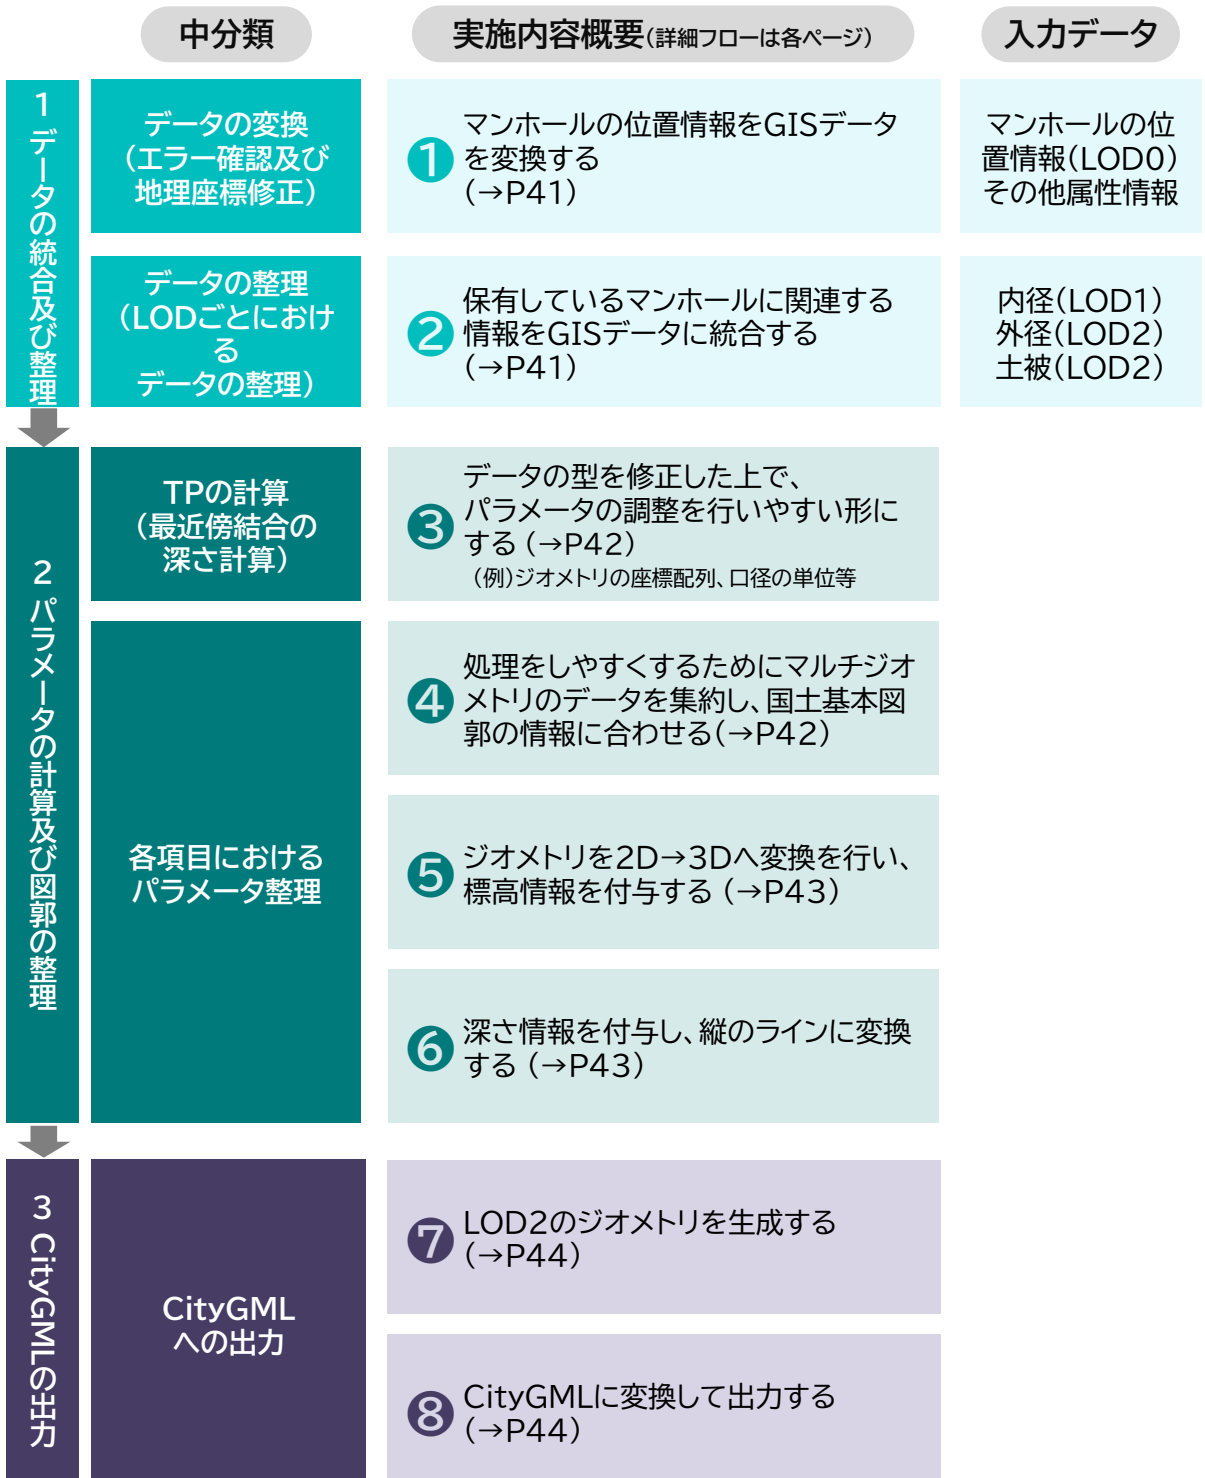 中分類
実施内容概要(詳細フローは各ページ)
入力データ
1 データの統合及び整理
データの変換
(エラー確認及び
地理座標修正)
❶
マンホールの位置情報をGISデータ
を変換する
(→P41)
マンホールの位
置情報(LOD0)
その他属性情報
データの整理
(LODごとにおけ
る
データの整理)
❷
保有しているマンホールに関連する
情報をGISデータに統合する
(→P41)
内径(LOD1)
外径(LOD2)
土被(LOD2)
2 パラメータの計算及び図郭の整理
TPの計算
(最近傍結合の
深さ計算)
❸
データの型を修正した上で、
パラメータの調整を行いやすい形に
する (→P42)
(例)ジオメトリの座標配列、口径の単位等
各項目における
パラメータ整理
❹
処理をしやすくするためにマルチジオ
メトリのデータを集約し、国土基本図
郭の情報に合わせる(→P42)
❺
ジオメトリを2D→3Dへ変換を行い、
標高情報を付与する (→P43)
❻
深さ情報を付与し、縦のラインに変換
する (→P43)
3 CityGMLの出力
CityGML
への出力
❼
LOD2のジオメトリを生成する
(→P44)
❽
CityGMLに変換して出力する
(→P44)